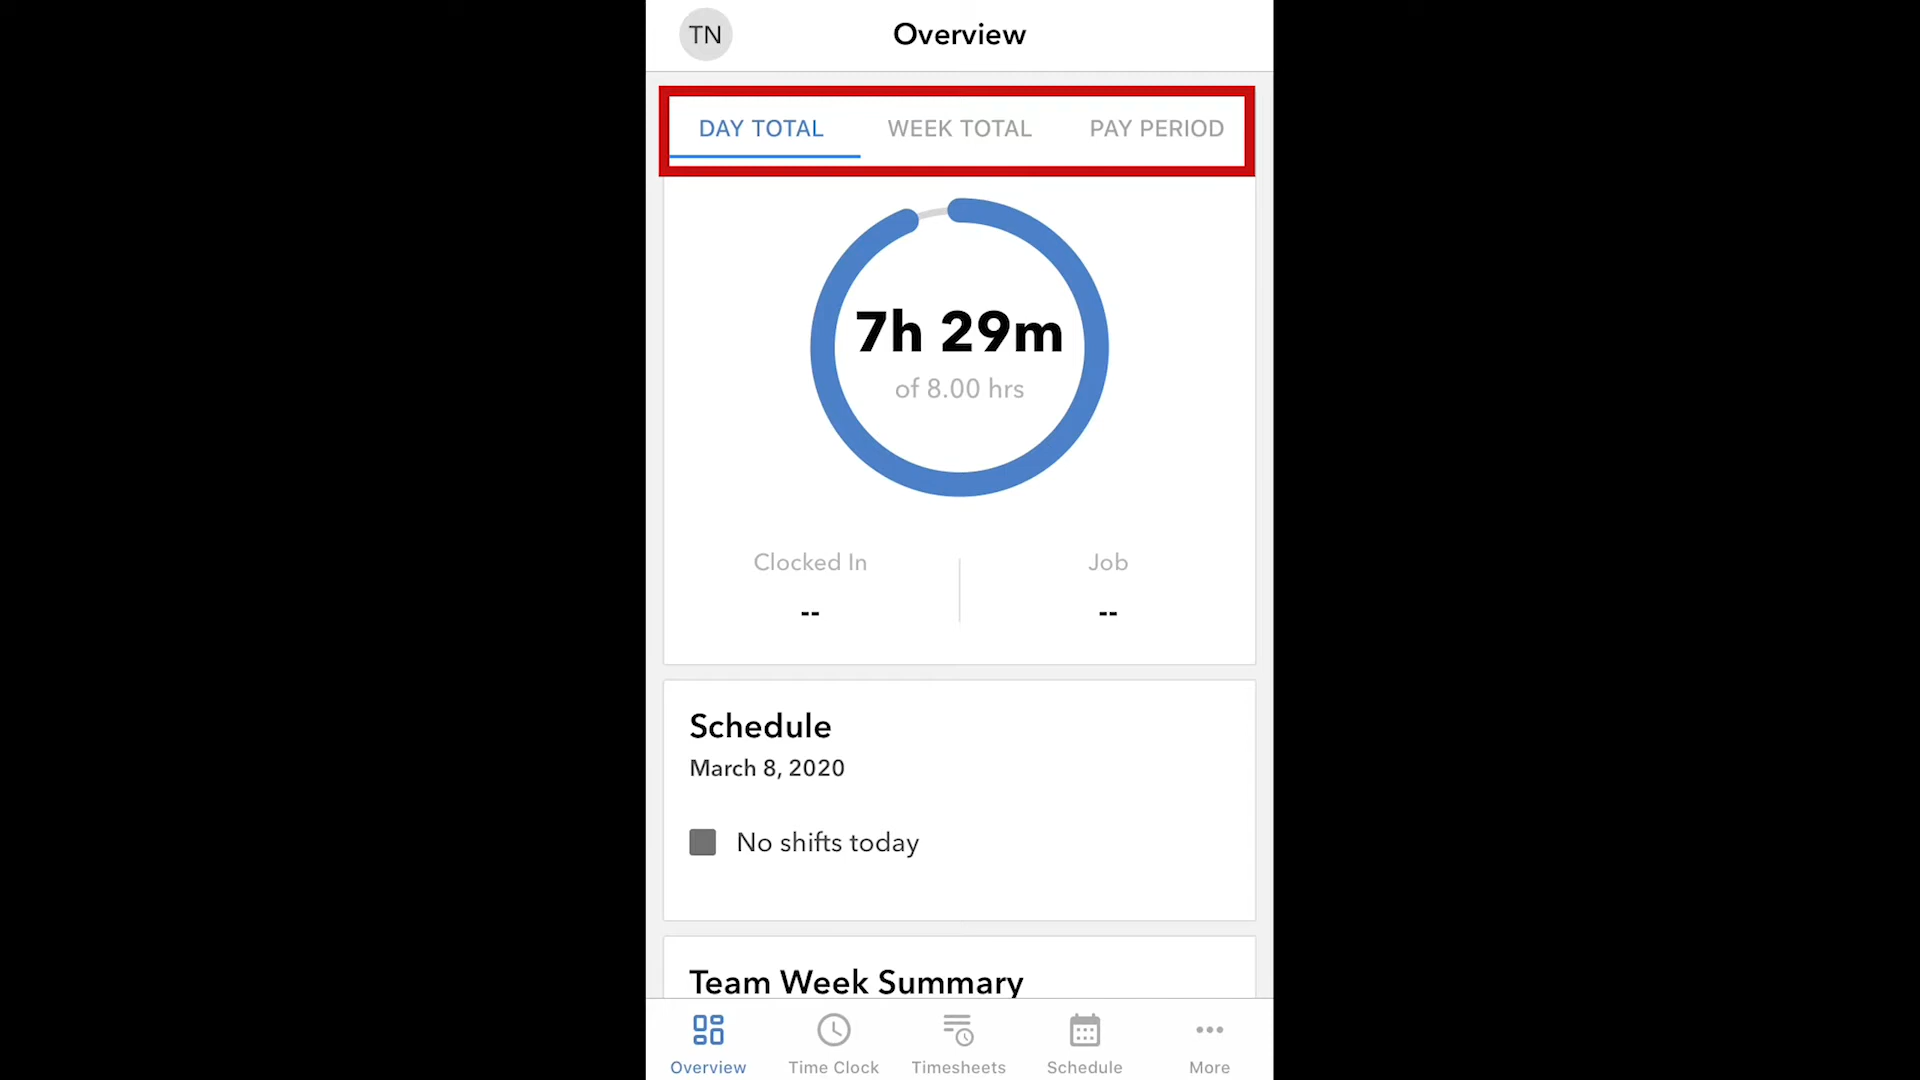 TN
Overview
DAY TOTAL WEEK TOTAL PAY PERIOD
7h 29m
of 8.00 hrs
Clocked In Job
-- --
Schedule
March 8, 2020
No shifts today
Team Week Summary
Overview Time Clock Timesheets Schedule More